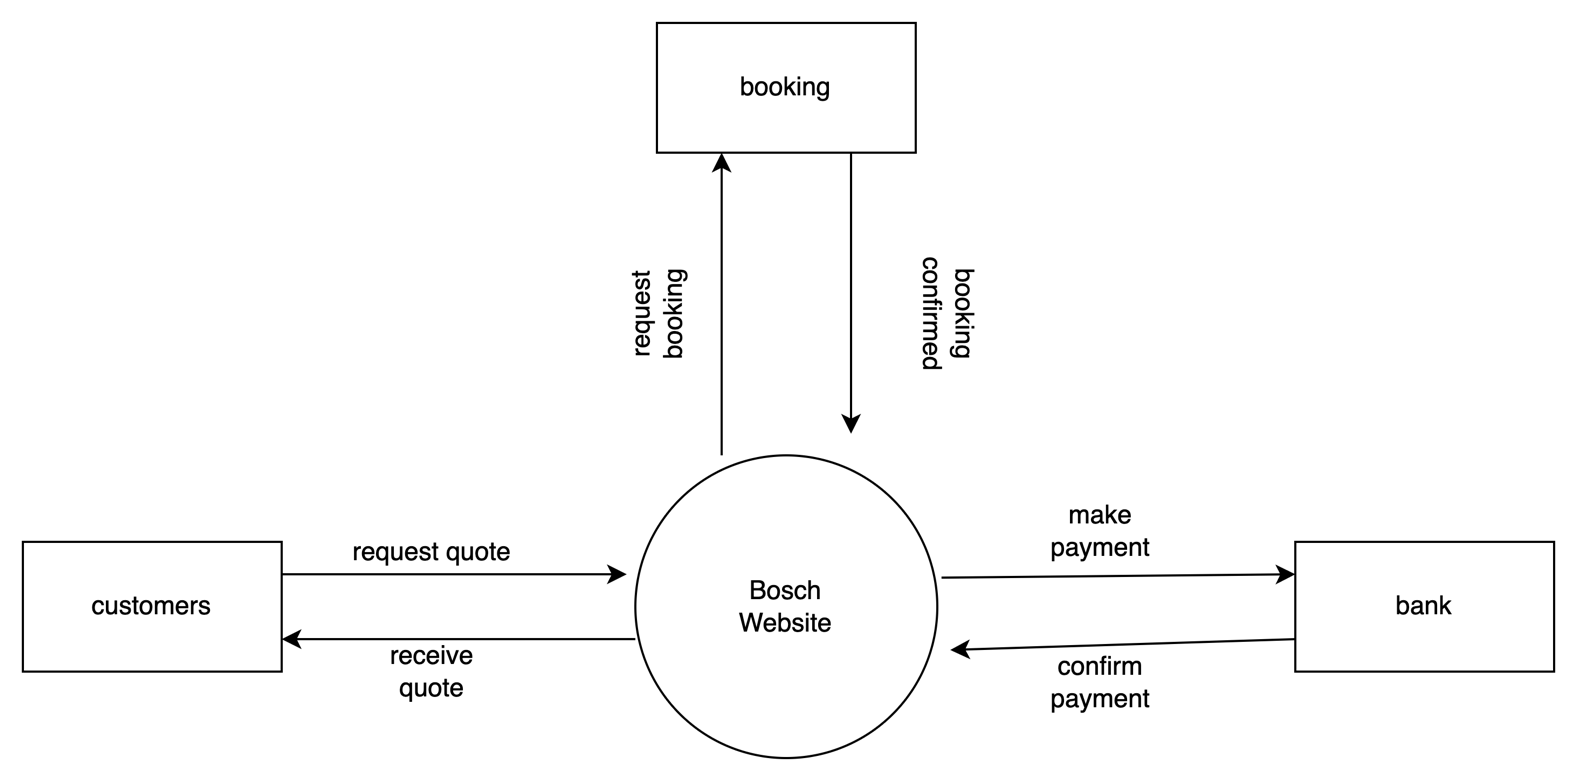 booking
request
booking
booking
confirmed
make
payment
request quote
Bosch
Website
customers
bank
receive
quote
confirm
payment